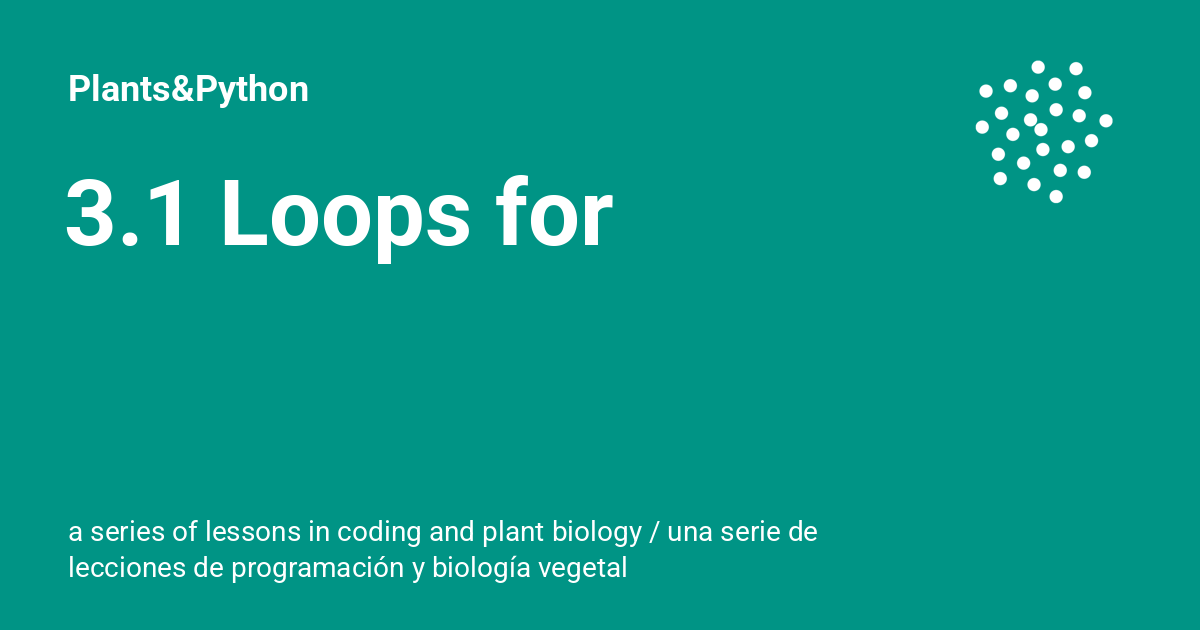 Plants&Python
3.1 Loops for
a series of lessons in coding and plant biology / una serie de
lecciones de programación y biología vegetal